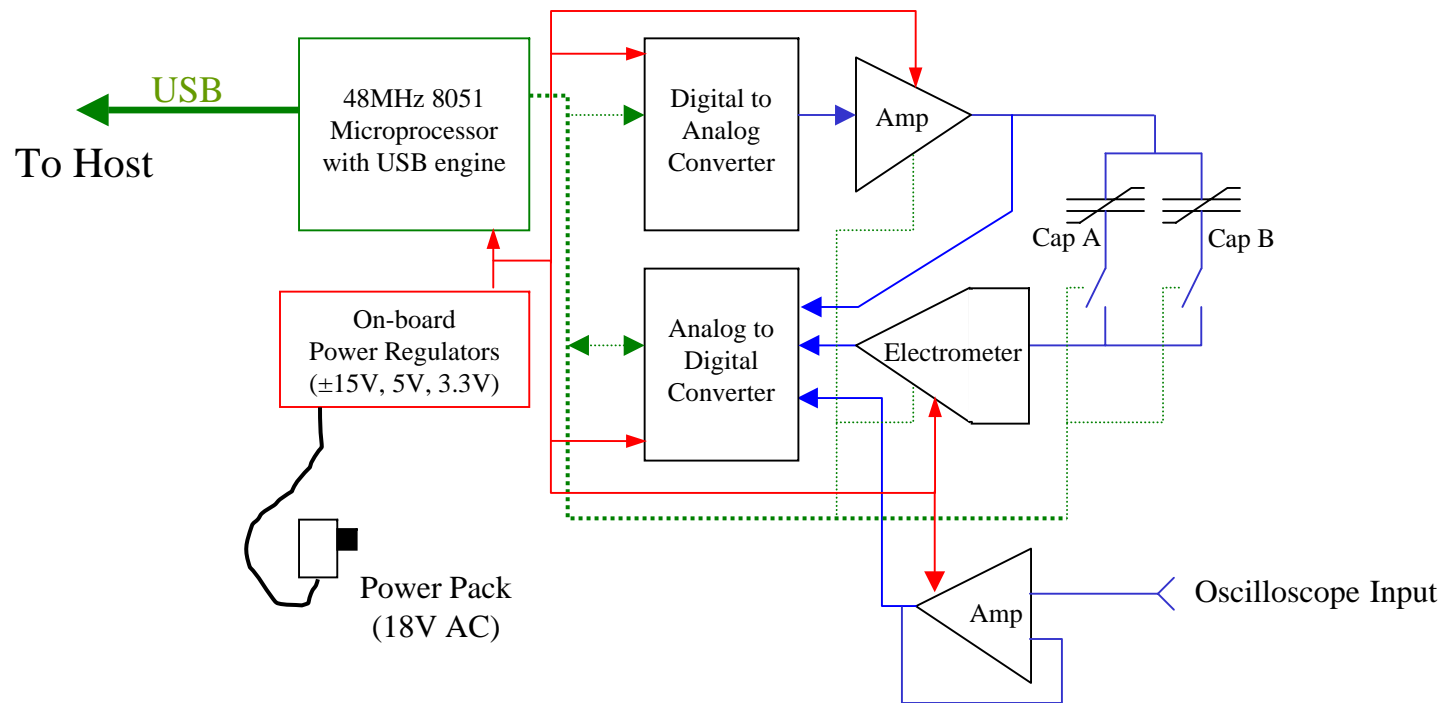 USB
To Host
48MHz 8051
Microprocessor
with USB engine
Digital to
Analog
Converter
Amp
Cap A
Cap B
On-board
Power Regulators
(±15V, 5V, 3.3V)
Analog to
Digital
Converter
Electrometer
Power Pack
(18V AC)
Amp
Oscilloscope Input